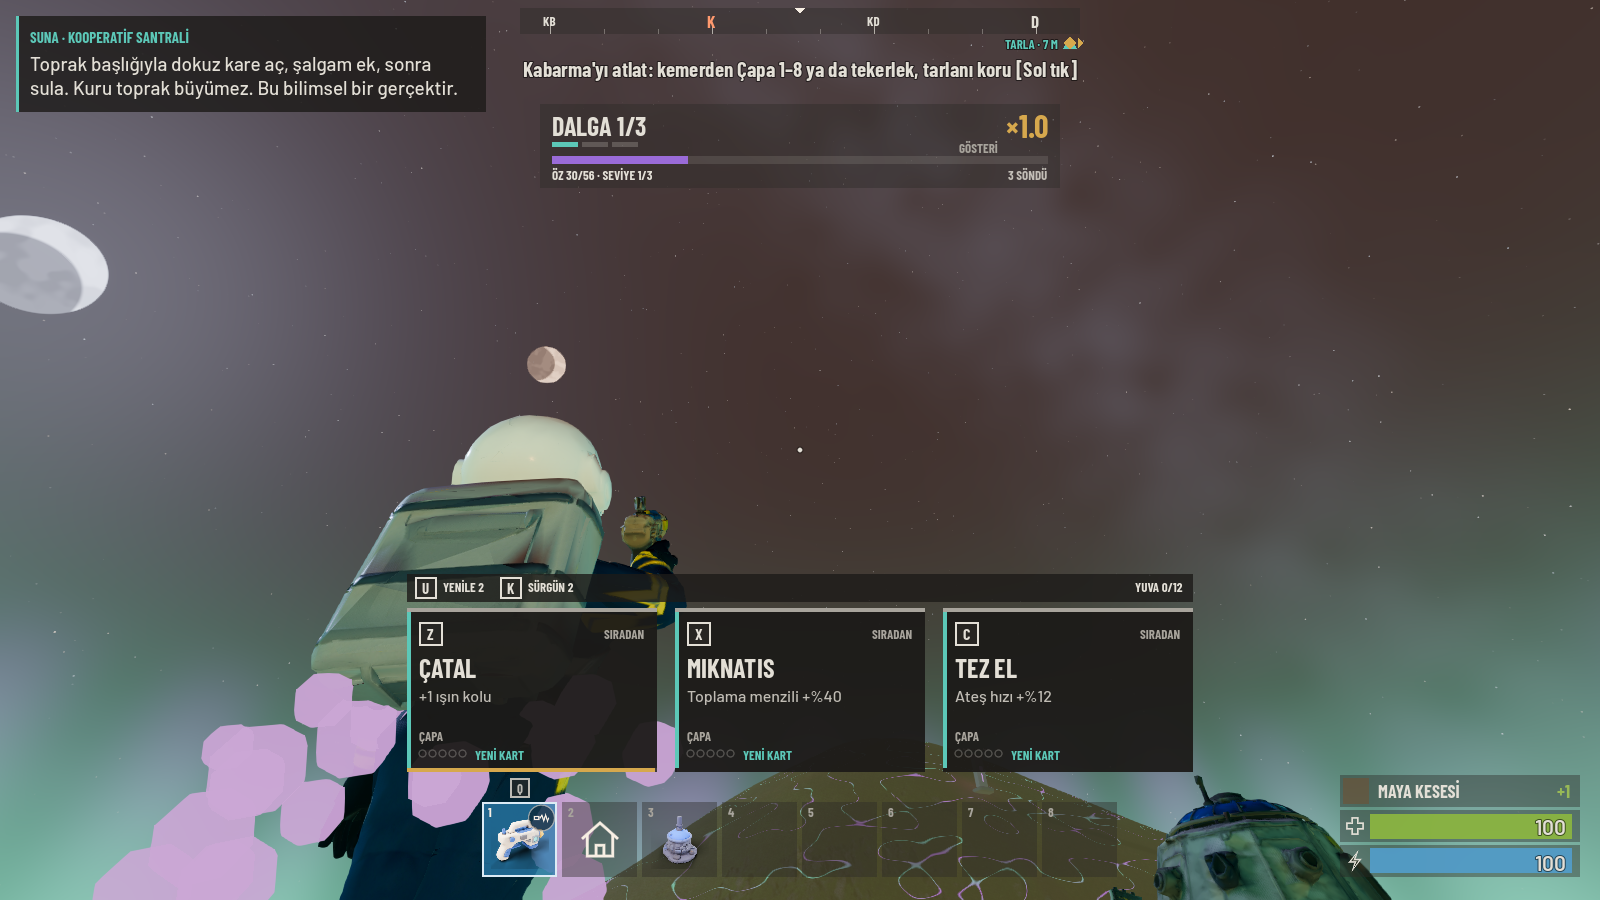 SUNA · KOOPERATİF SANTRALİ
Toprak başlığıyla dokuz kare aç, şalgam ek, sonra
sula. Kuru toprak büyümez. Bu bilimsel bir gerçektir.
KB K KD D
TARLA · 7 M
Kabarma'yı atlat: kemerden Çapa 1-8 ya da tekerlek, tarlanı koru [Sol tık]
DALGA 1/3
×1.0
GÖSTERİ
ÖZ 30/56 · SEVİYE 1/3
3 SÖNDÜ
U YENİLE 2 K SÜRGÜN 2
YUVA 0/12
Z SIRADAN
ÇATAL
+1 ışın kolu
ÇAPA
YENİ KART
X SIRADAN
MIKNATIS
Toplama menzili +%40
ÇAPA
YENİ KART
C SIRADAN
TEZ EL
Ateş hızı +%12
ÇAPA
YENİ KART
Q
1 2 3 4 5 6 7 8
MAYA KESESİ +1
100
100